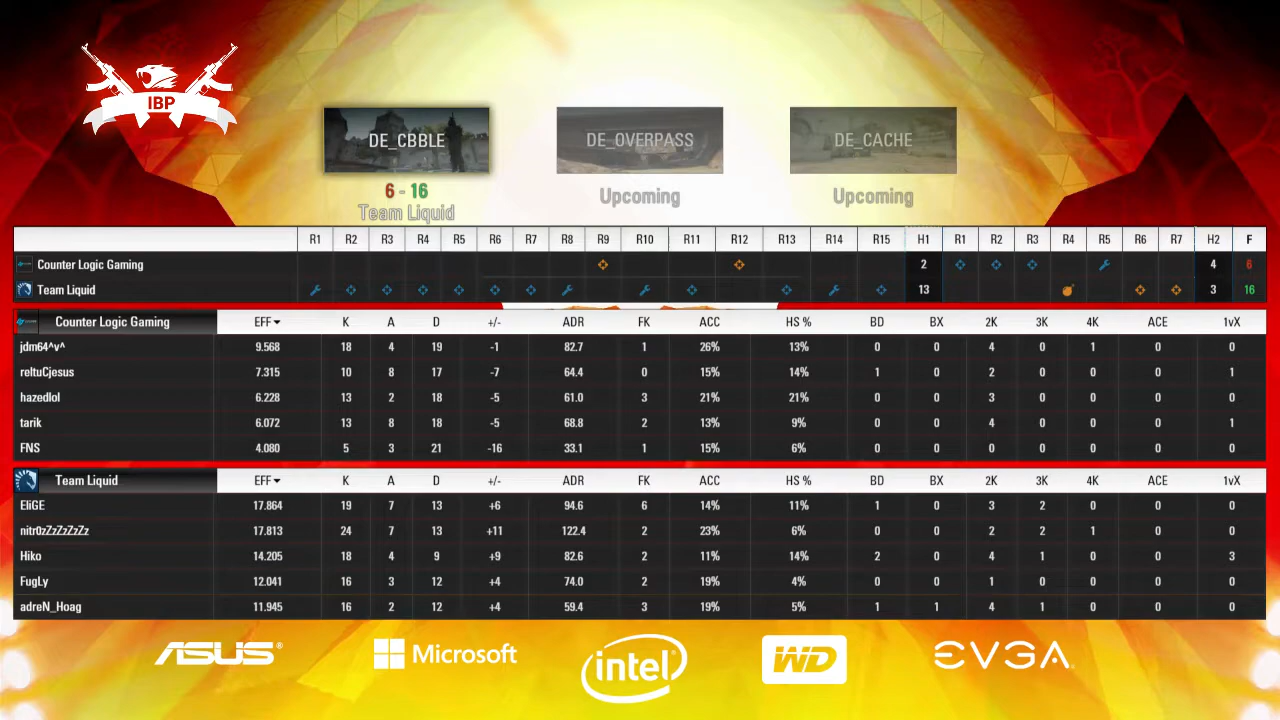 IBP
DE_CBBLE DE_OVERPASS DE_CACHE
6 - 16 Upcoming Upcoming
Team Liquid
R1 R2 R3 R4 R5 R6 R7 R8 R9 R10 R11 R12 R13 R14 R15 H1 R1 R2 R3 R4 R5 R6 R7 H2 F
Counter Logic Gaming 2 4 6
Team Liquid 13 3 16
Counter Logic Gaming EFF K A D +/- ADR FK ACC HS % BD BX 2K 3K 4K ACE 1vX
jdm64^v^ 9.568 18 4 19 -1 82.7 1 26% 13% 0 0 4 0 1 0 0
reltuCjesus 7.315 10 8 17 -7 64.4 0 15% 14% 1 0 2 0 0 0 1
hazedlol 6.228 13 2 18 -5 61.0 3 21% 21% 0 0 3 0 0 0 0
tarik 6.072 13 8 18 -5 68.8 2 13% 9% 0 0 4 0 0 0 1
FNS 4.080 5 3 21 -16 33.1 1 15% 6% 0 0 0 0 0 0 0
Team Liquid EFF K A D +/- ADR FK ACC HS % BD BX 2K 3K 4K ACE 1vX
EliGE 17.864 19 7 13 +6 94.6 6 14% 11% 1 0 3 2 0 0 0
nitr0zZzZzZzZz 17.813 24 7 13 +11 122.4 2 23% 6% 0 0 2 2 1 0 0
Hiko 14.205 18 4 9 +9 82.6 2 11% 14% 2 0 4 1 0 0 3
FugLy 12.041 16 3 12 +4 74.0 2 19% 4% 0 0 1 0 0 0 0
adreN_Hoag 11.945 16 2 12 +4 59.4 3 19% 5% 1 1 4 1 0 0 0
ASUS® Microsoft intel® WD EVGA®